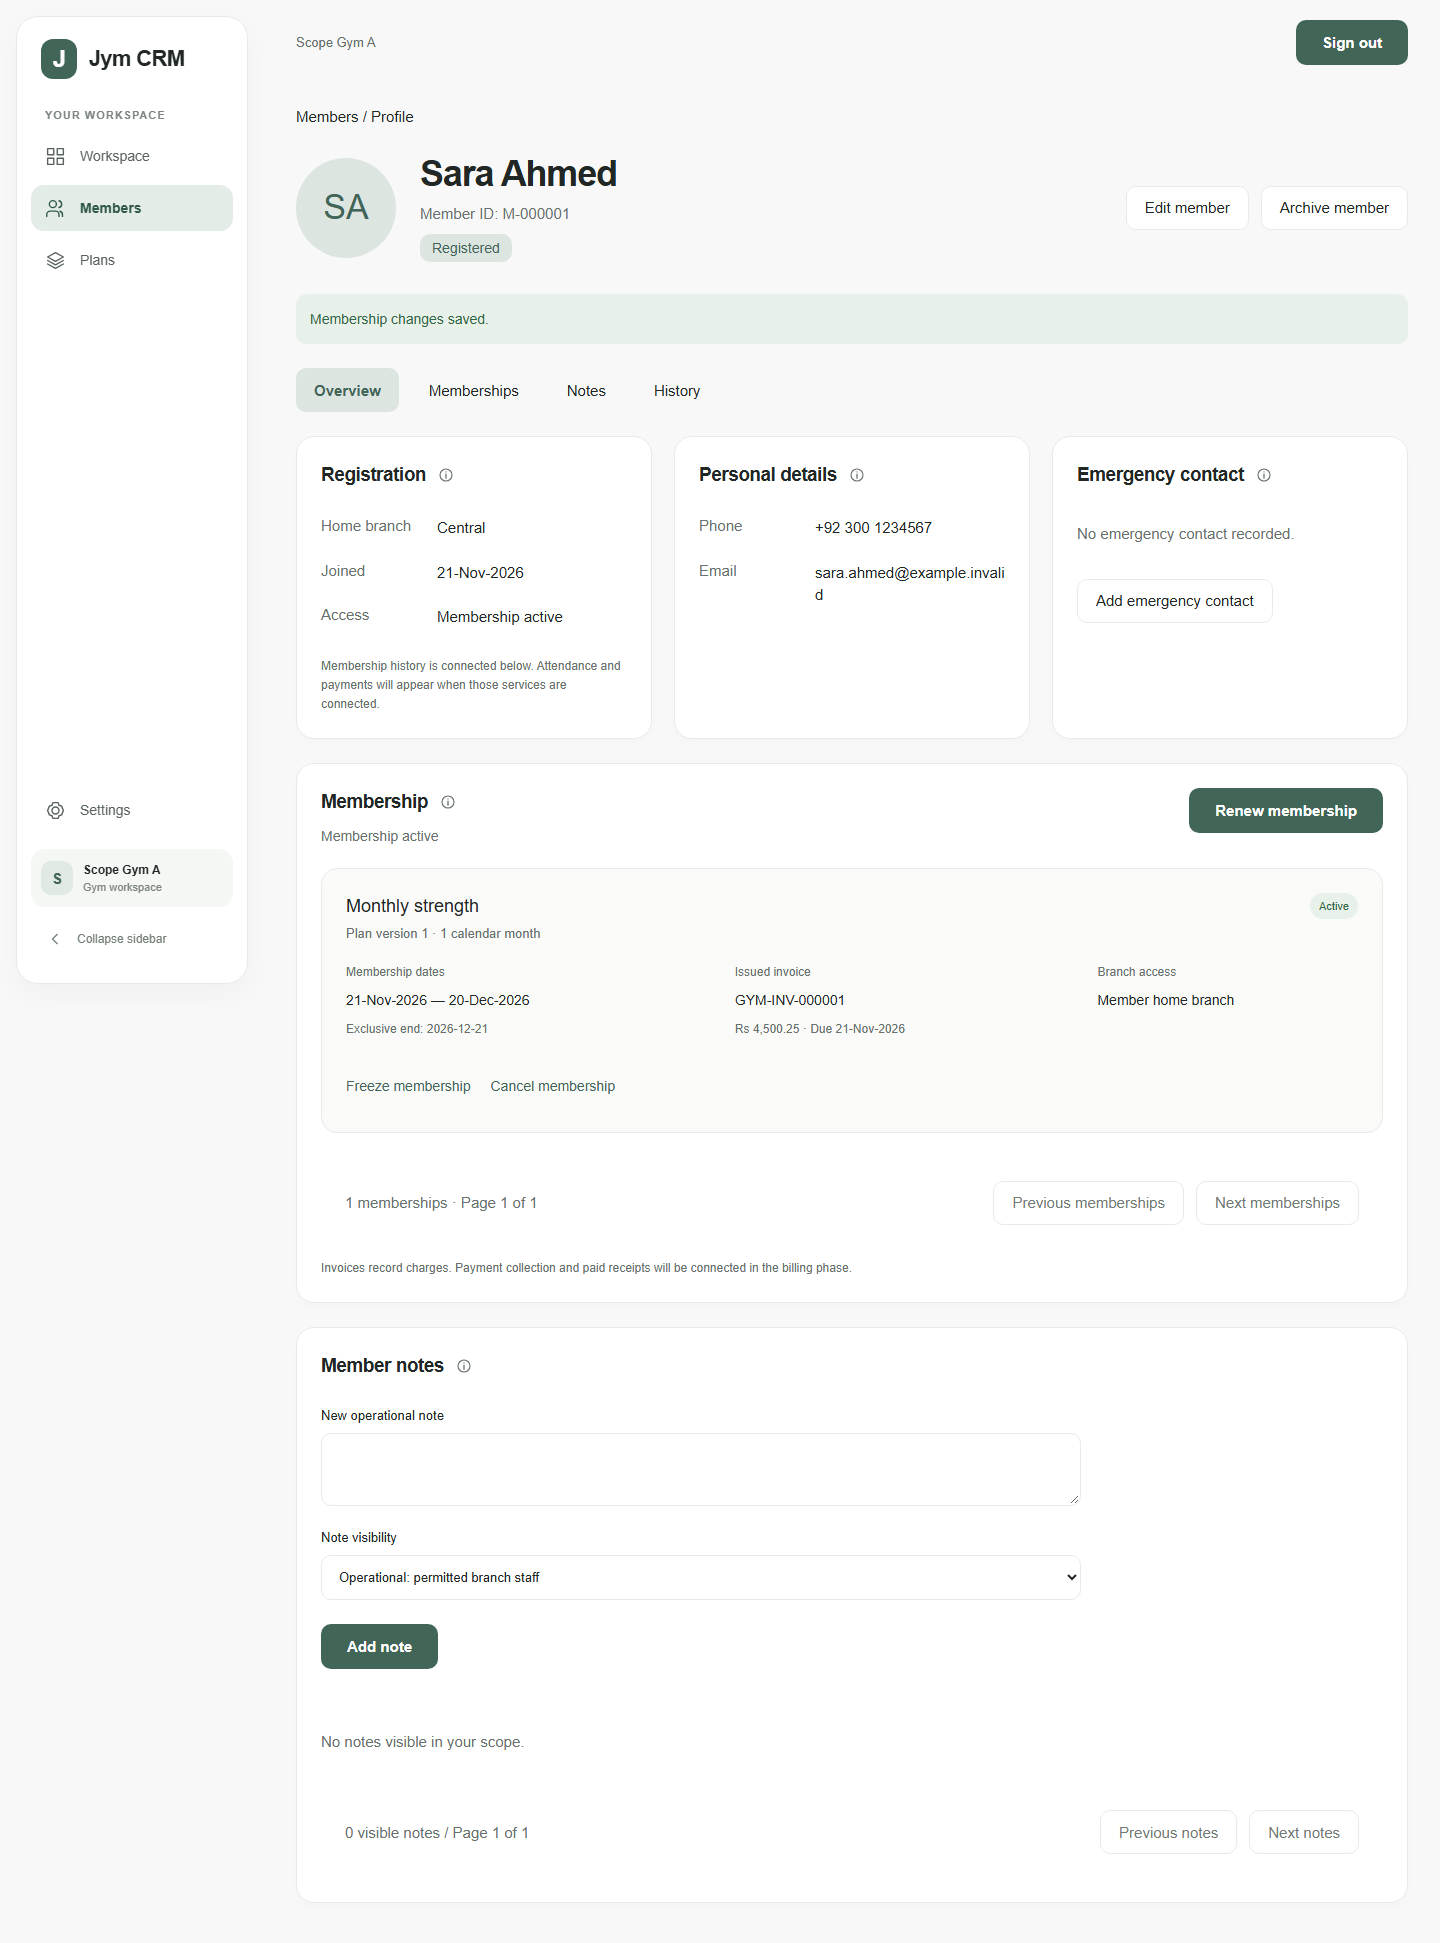 J
Jym CRM
YOUR WORKSPACE
Workspace
Members
Plans
Settings
S
Scope Gym A
Gym workspace
Collapse sidebar
Scope Gym A
Sign out
Members / Profile
SA
Sara Ahmed
Member ID: M-000001
Registered
Edit member
Archive member
Membership changes saved.
Overview
Memberships
Notes
History
Registration
Home branch
Central
Joined
21-Nov-2026
Access
Membership active
Membership history is connected below. Attendance and
payments will appear when those services are
connected.
Personal details
Phone
+92 300 1234567
Email
sara.ahmed@example.invali
d
Emergency contact
No emergency contact recorded.
Add emergency contact
Membership
Membership active
Renew membership
Monthly strength
Active
Plan version 1 · 1 calendar month
Membership dates
21-Nov-2026 — 20-Dec-2026
Exclusive end: 2026-12-21
Issued invoice
GYM-INV-000001
Rs 4,500.25 · Due 21-Nov-2026
Branch access
Member home branch
Freeze membership
Cancel membership
1 memberships · Page 1 of 1
Previous memberships
Next memberships
Invoices record charges. Payment collection and paid receipts will be connected in the billing phase.
Member notes
New operational note
Note visibility
Operational: permitted branch staff
Add note
No notes visible in your scope.
0 visible notes / Page 1 of 1
Previous notes
Next notes